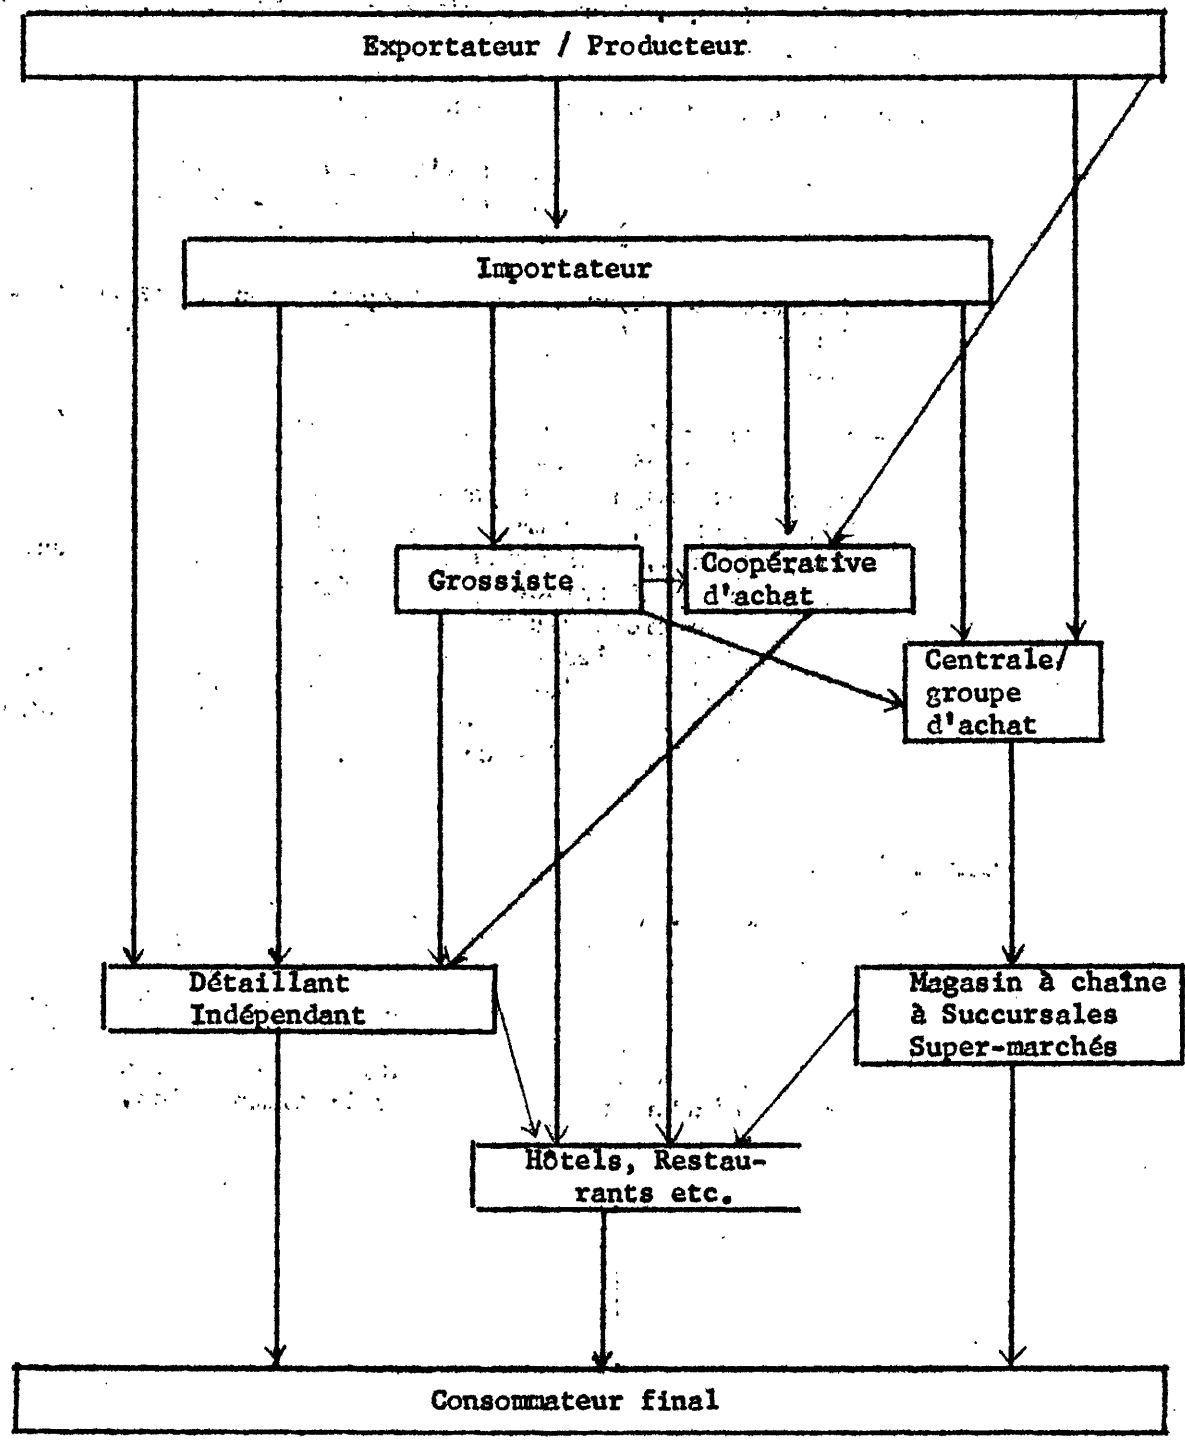 Exportateur / Producteur
Importateur
Grossiste
Coopérative
d'achat
Centrale/
groupe
d'achat
Détaillant
Indépendant
Magasin à chaîne
à Succursales
Super-marchés
Hôtels, Restau-
rants etc.
Consommateur final